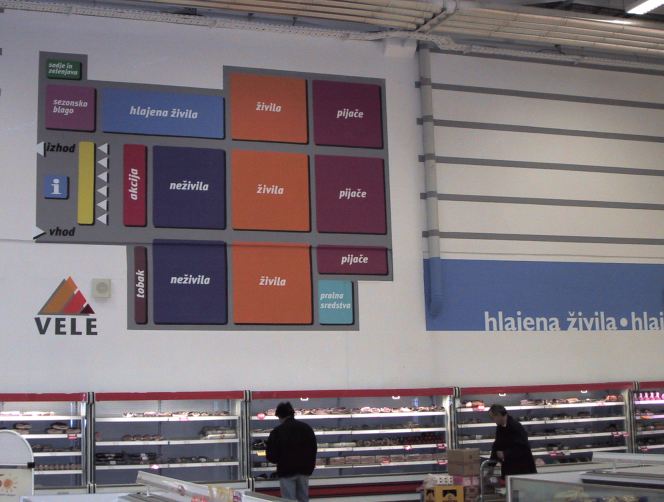 sadje in
zelenjava
sezonsko
blago
hlajena živila
živila
pijače
izhod
akcija
neživila
živila
pijače
i
vhod
tobak
neživila
živila
pijače
pralna
sredstva
VELE
hlajena živila • hlaj